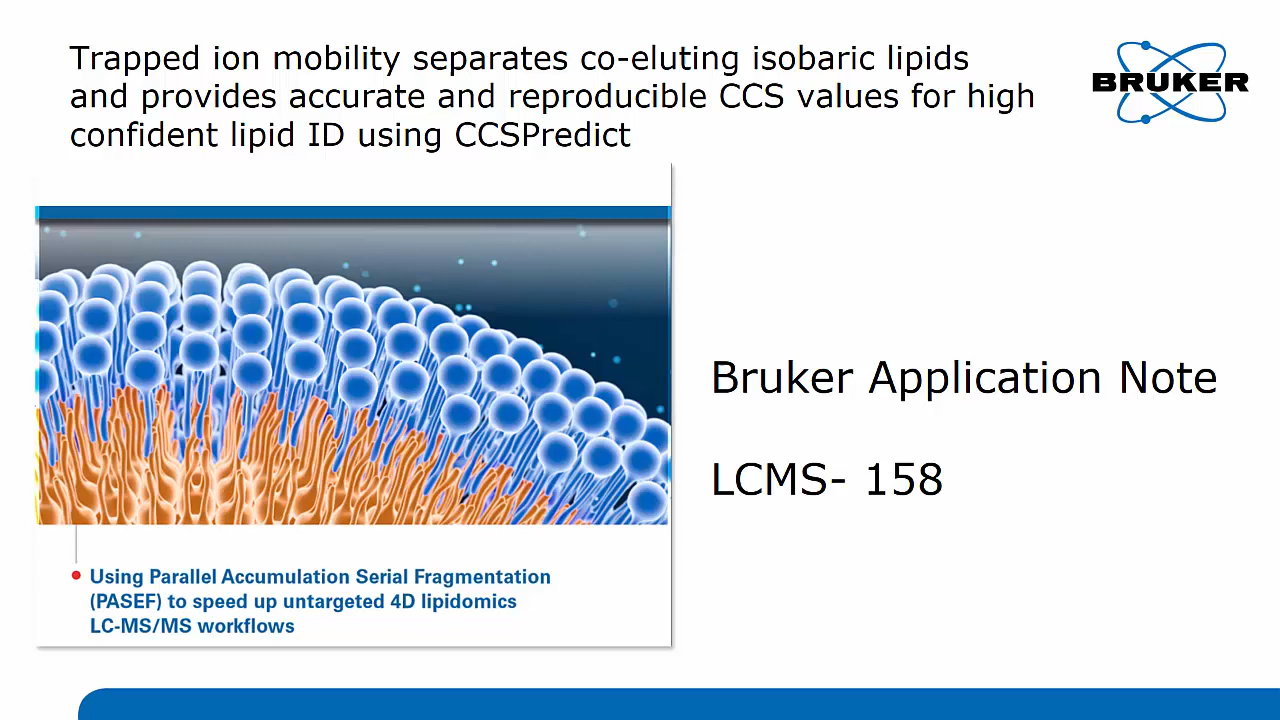 Trapped ion mobility separates co-eluting isobaric lipids
and provides accurate and reproducible CCS values for high
confident lipid ID using CCSPredict
BRUKER
Bruker Application Note
LCMS- 158
Using Parallel Accumulation Serial Fragmentation
(PASEF) to speed up untargeted 4D lipidomics
LC-MS/MS workflows